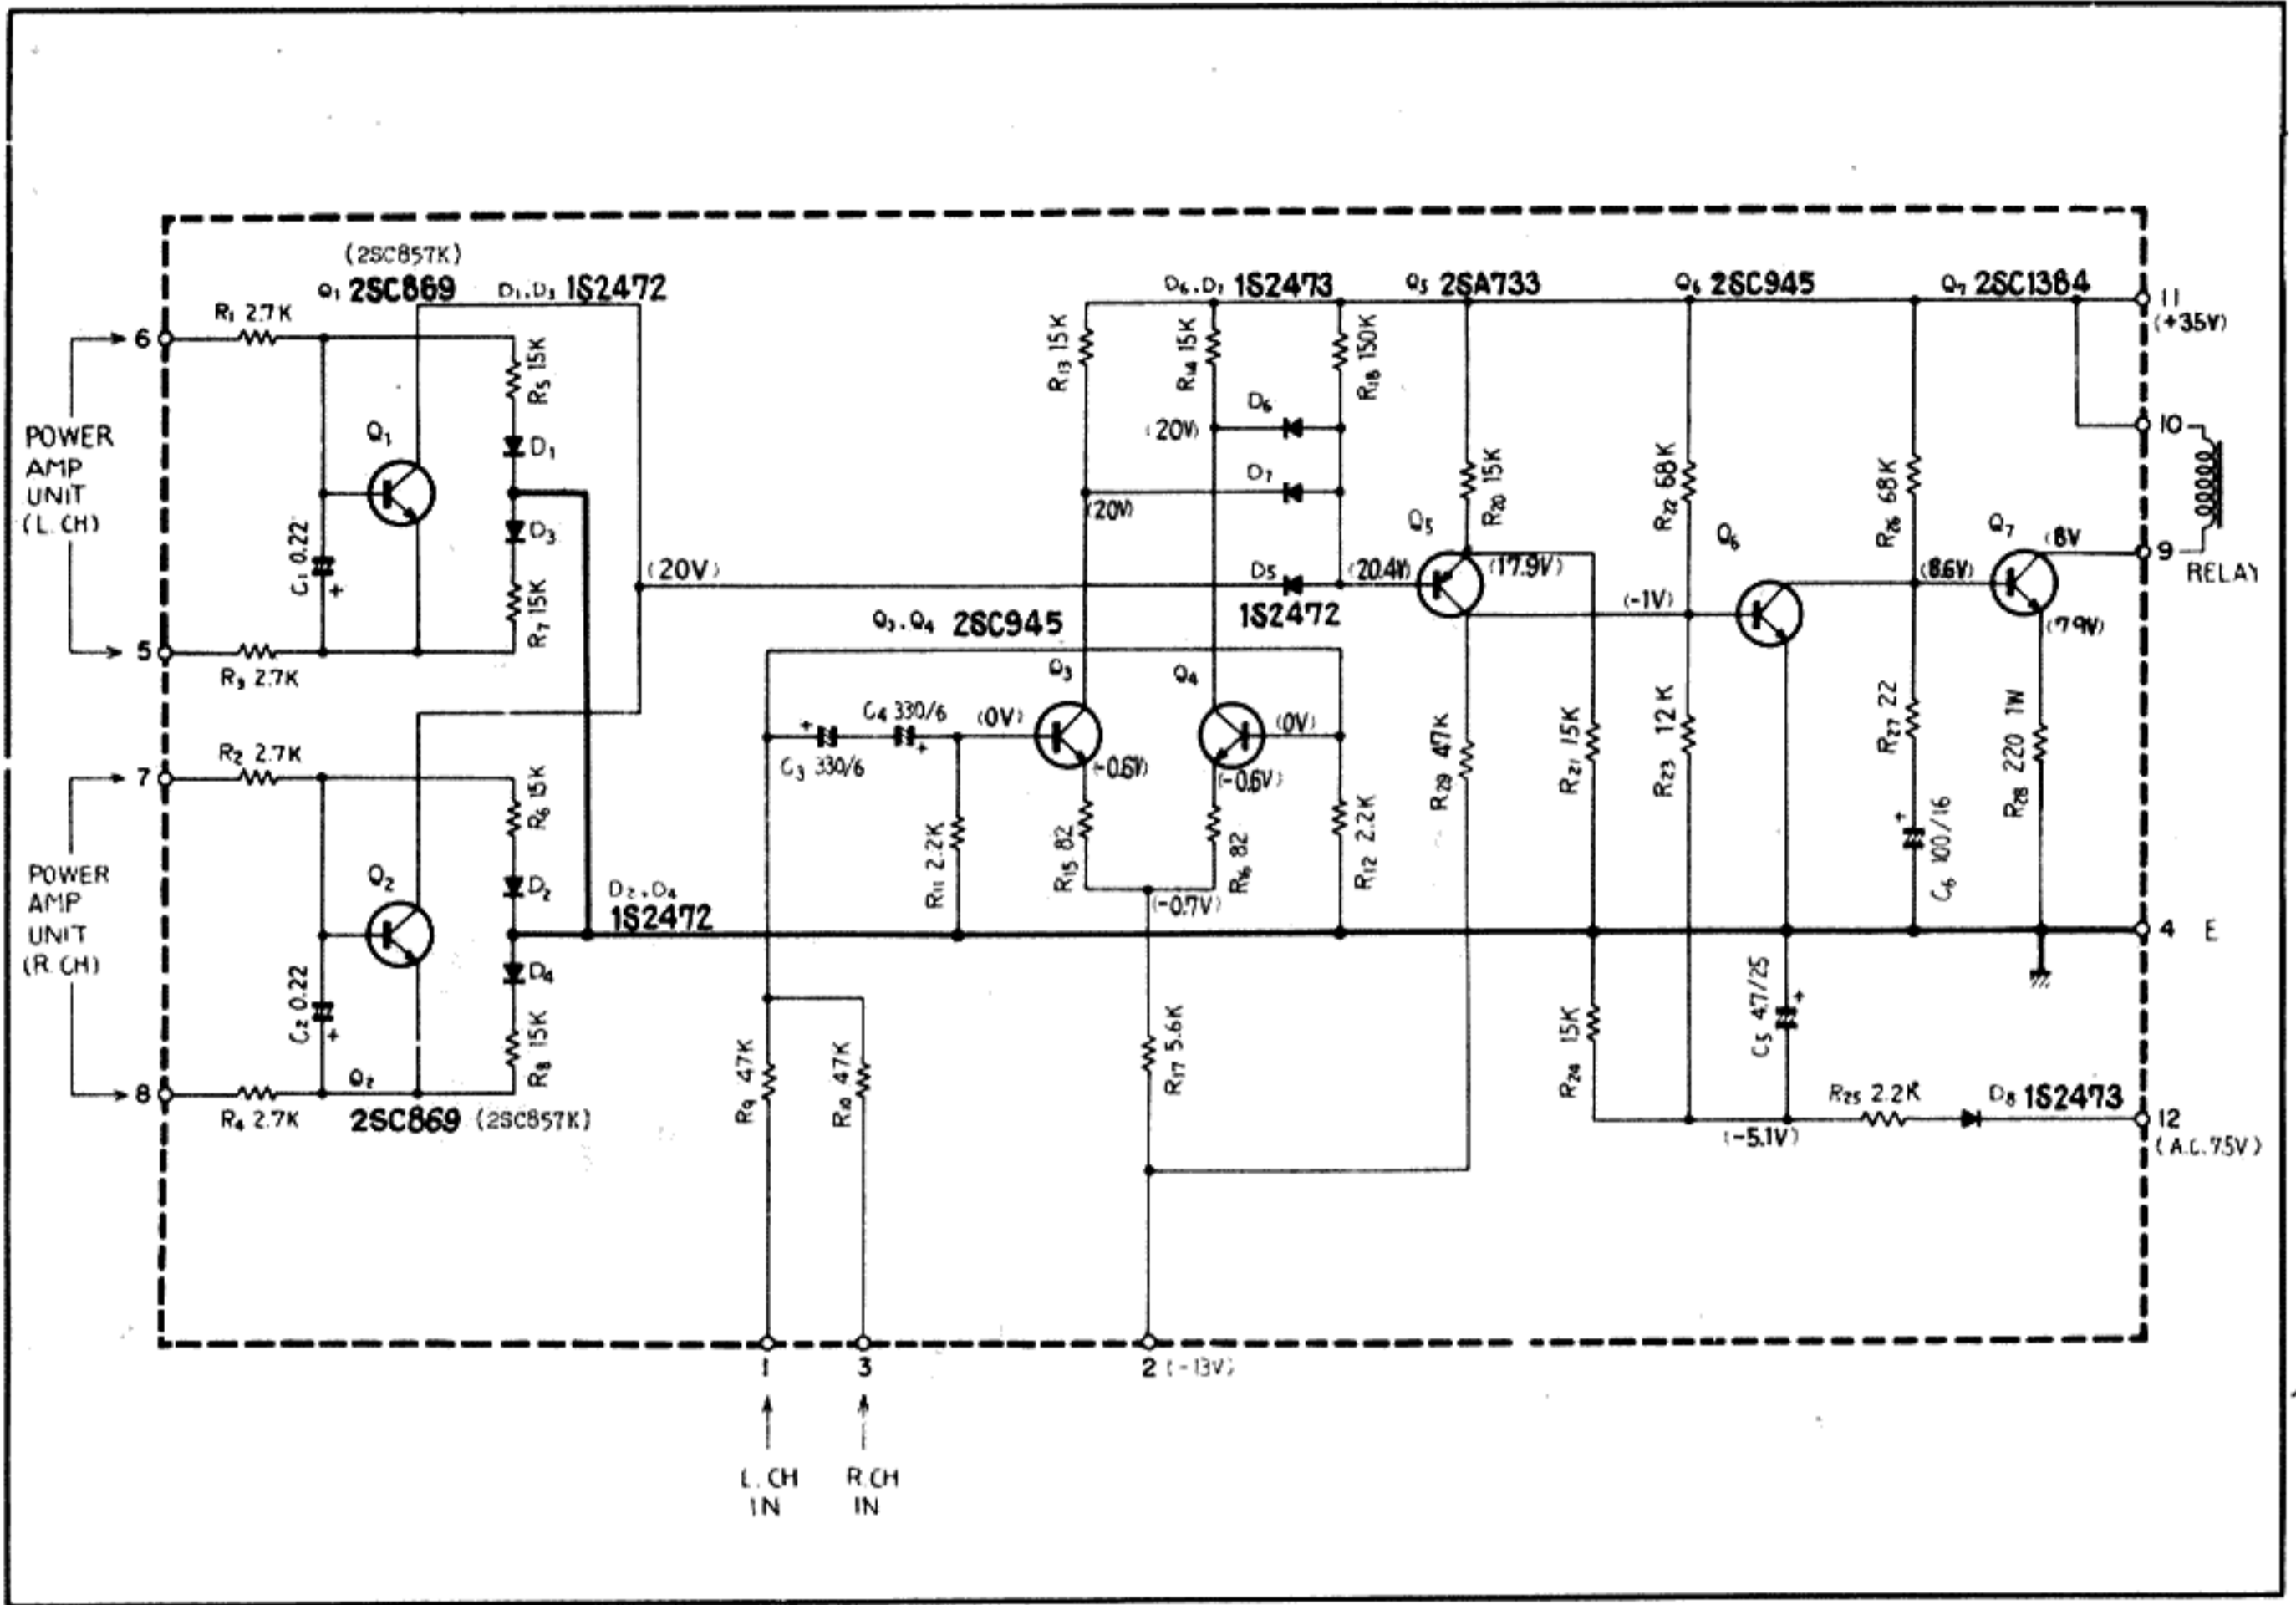 (2SC857K)
Q1 2SC869
D1.D3 1S2472
D6.D7 1S2473
Q5 2SA733
Q6 2SC945
Q7 2SC1384
11
(+35V)
R1 2.7K
6
R5 15K
R13 15K
R14 15K
R18 150K
10
POWER
AMP
UNIT
(L. CH)
Q1
D1
D6
(20V)
D7
(20V)
R20 15K
R22 68K
R26 68K
C1 0.22
+
D3
R7 15K
(20V)
D5
1S2472
(20.4V)
Q5
(17.9V)
Q6
(-1V)
(8.6V)
Q7
(8V
(7.9V)
9
RELAY
5
R3 2.7K
Q3.Q4 2SC945
Q3
Q4
R2 2.7K
7
R6 15K
+
C3 330/6
C4 330/6
+
(0V)
(-0.6V)
(0V)
(-0.6V)
R29 47K
R21 15K
R23 12K
R27 22
R28 220 1W
POWER
AMP
UNIT
(R. CH)
Q2
D2
D2.D4
1S2472
R11 2.2K
R15 82
R16 82
R12 2.2K
+
C6 100/16
(-0.7V)
4 E
C2 0.22
+
D4
R8 15K
R9 47K
R10 47K
R17 5.6K
R24 15K
C5 47/25
+
8
R4 2.7K
Q2
2SC869 (2SC857K)
R25 2.2K
D8 1S2473
(-5.1V)
12
(A.C. 7.5V)
1
3
2 (-13V)
L. CH
IN
R.CH
IN